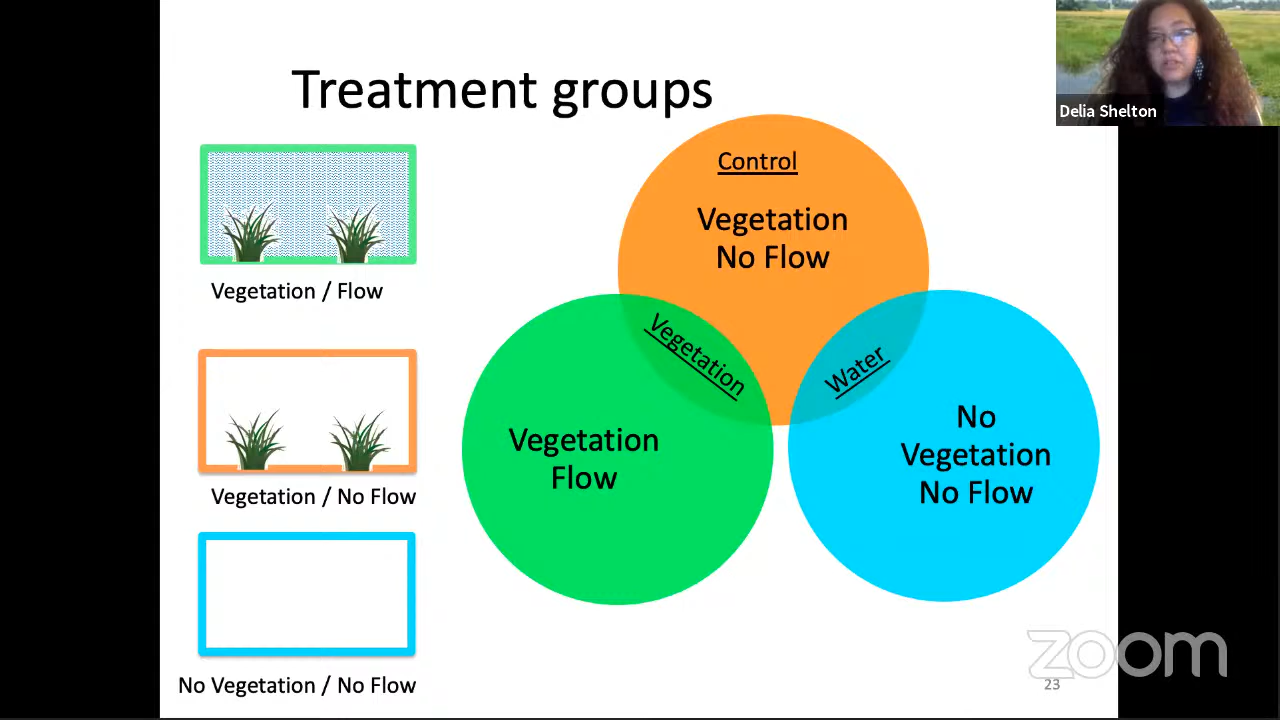 Treatment groups
Delia Shelton
Vegetation / Flow
Vegetation / No Flow
No Vegetation / No Flow
Control
Vegetation
No Flow
Vegetation
Water
Vegetation
Flow
No
Vegetation
No Flow
zoom
23